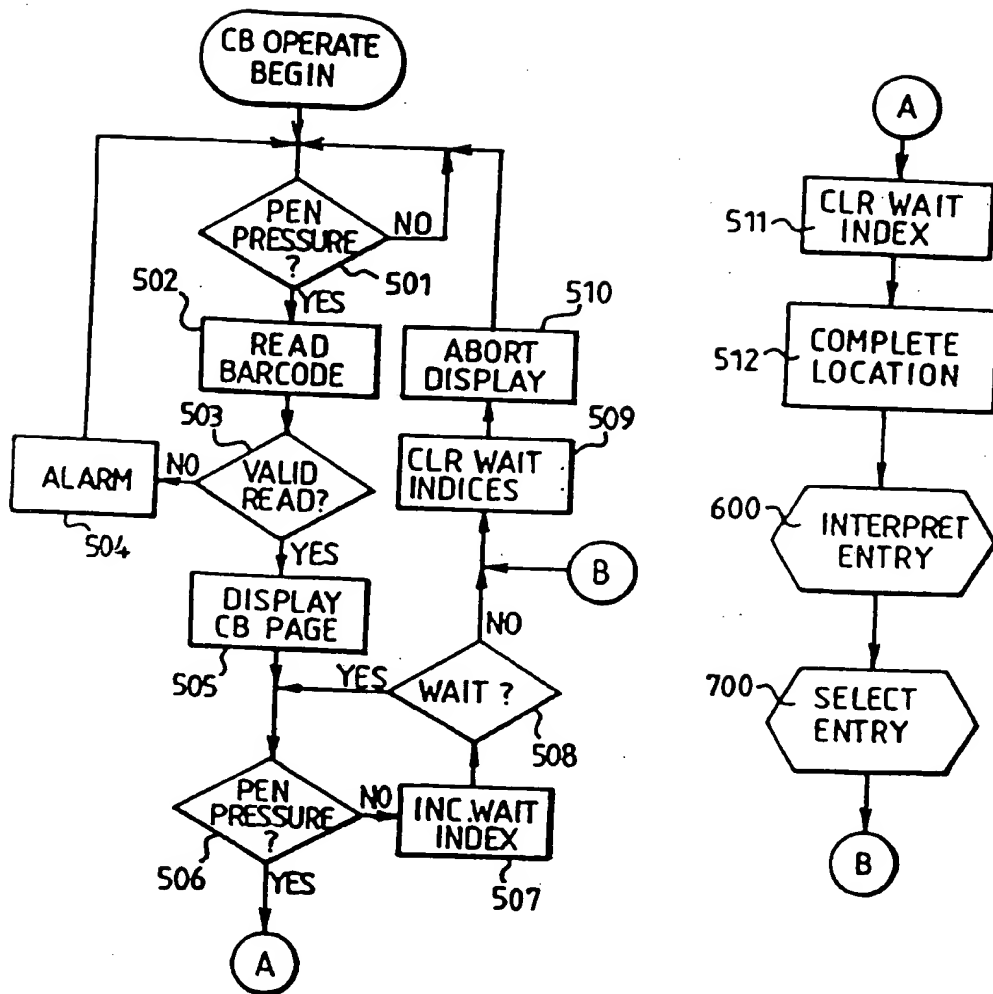 CB OPERATE
BEGIN
PEN
PRESSURE
?
NO
501
YES
502
READ
BARCODE
503
VALID
READ?
NO
ALARM
504
YES
DISPLAY
CB PAGE
505
PEN
PRESSURE
?
506
NO
YES
A
INC.WAIT
INDEX
507
WAIT ?
508
YES
NO
B
CLR WAIT
INDICES
509
ABORT
DISPLAY
510
A
511
CLR WAIT
INDEX
512
COMPLETE
LOCATION
600
INTERPRET
ENTRY
700
SELECT
ENTRY
B